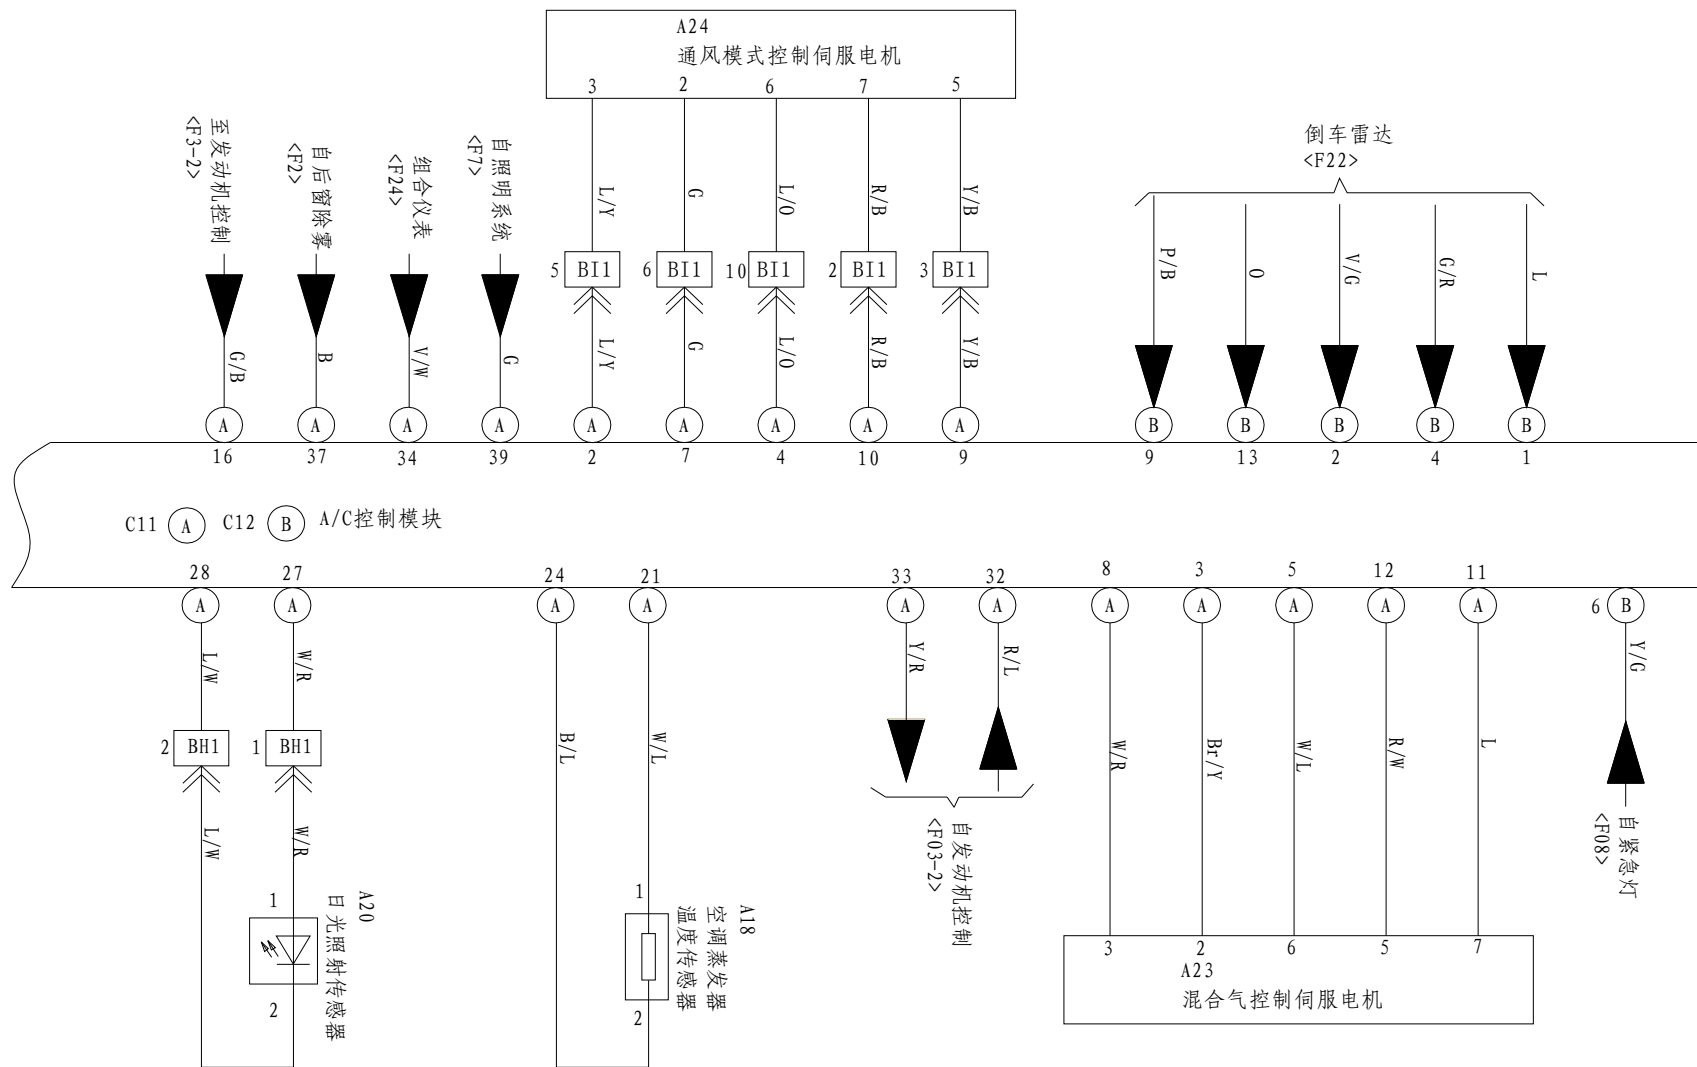 A24
通风模式控制伺服电机
3 2 6 7 5
至发动机控制
<F3-2>
自后窗除雾
<F2>
组合仪表
<F24>
自照明系统
<F7>
倒车雷达
<F22>
L/Y G L/O R/B Y/B
P/B O V/G G/R L
5 BI1 6 BI1 10 BI1 2 BI1 3 BI1
G/B B V/W G L/Y G L/O R/B Y/B
A A A A A A A A A B B B B B
16 37 34 39 2 7 4 10 9 9 13 2 4 1
C11 A C12 B A/C控制模块
28 27 24 21 33 32 8 3 5 12 11
A A A A A A A A A A A 6 B
L/W W/R Y/R R/L Y/G
2 BH1 1 BH1 B/L W/L W/R Br/Y W/L R/W L
L/W W/R
自发动机控制
<F03-2>
自紧急灯
<F08>
1
2
A20
日光照射传感器
1
2
A18
空调蒸发器
温度传感器
3 2 6 5 7
A23
混合气控制伺服电机